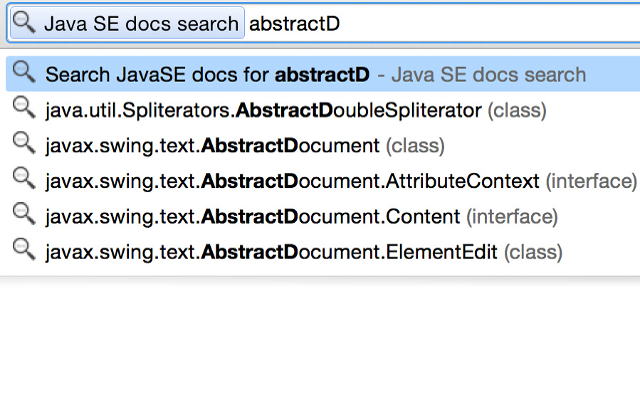 Java SE docs search abstractD
Search JavaSE docs for abstractD - Java SE docs search
java.util.Spliterators.AbstractDoubleSpliterator (class)
javax.swing.text.AbstractDocument (class)
javax.swing.text.AbstractDocument.AttributeContext (interface)
javax.swing.text.AbstractDocument.Content (interface)
javax.swing.text.AbstractDocument.ElementEdit (class)